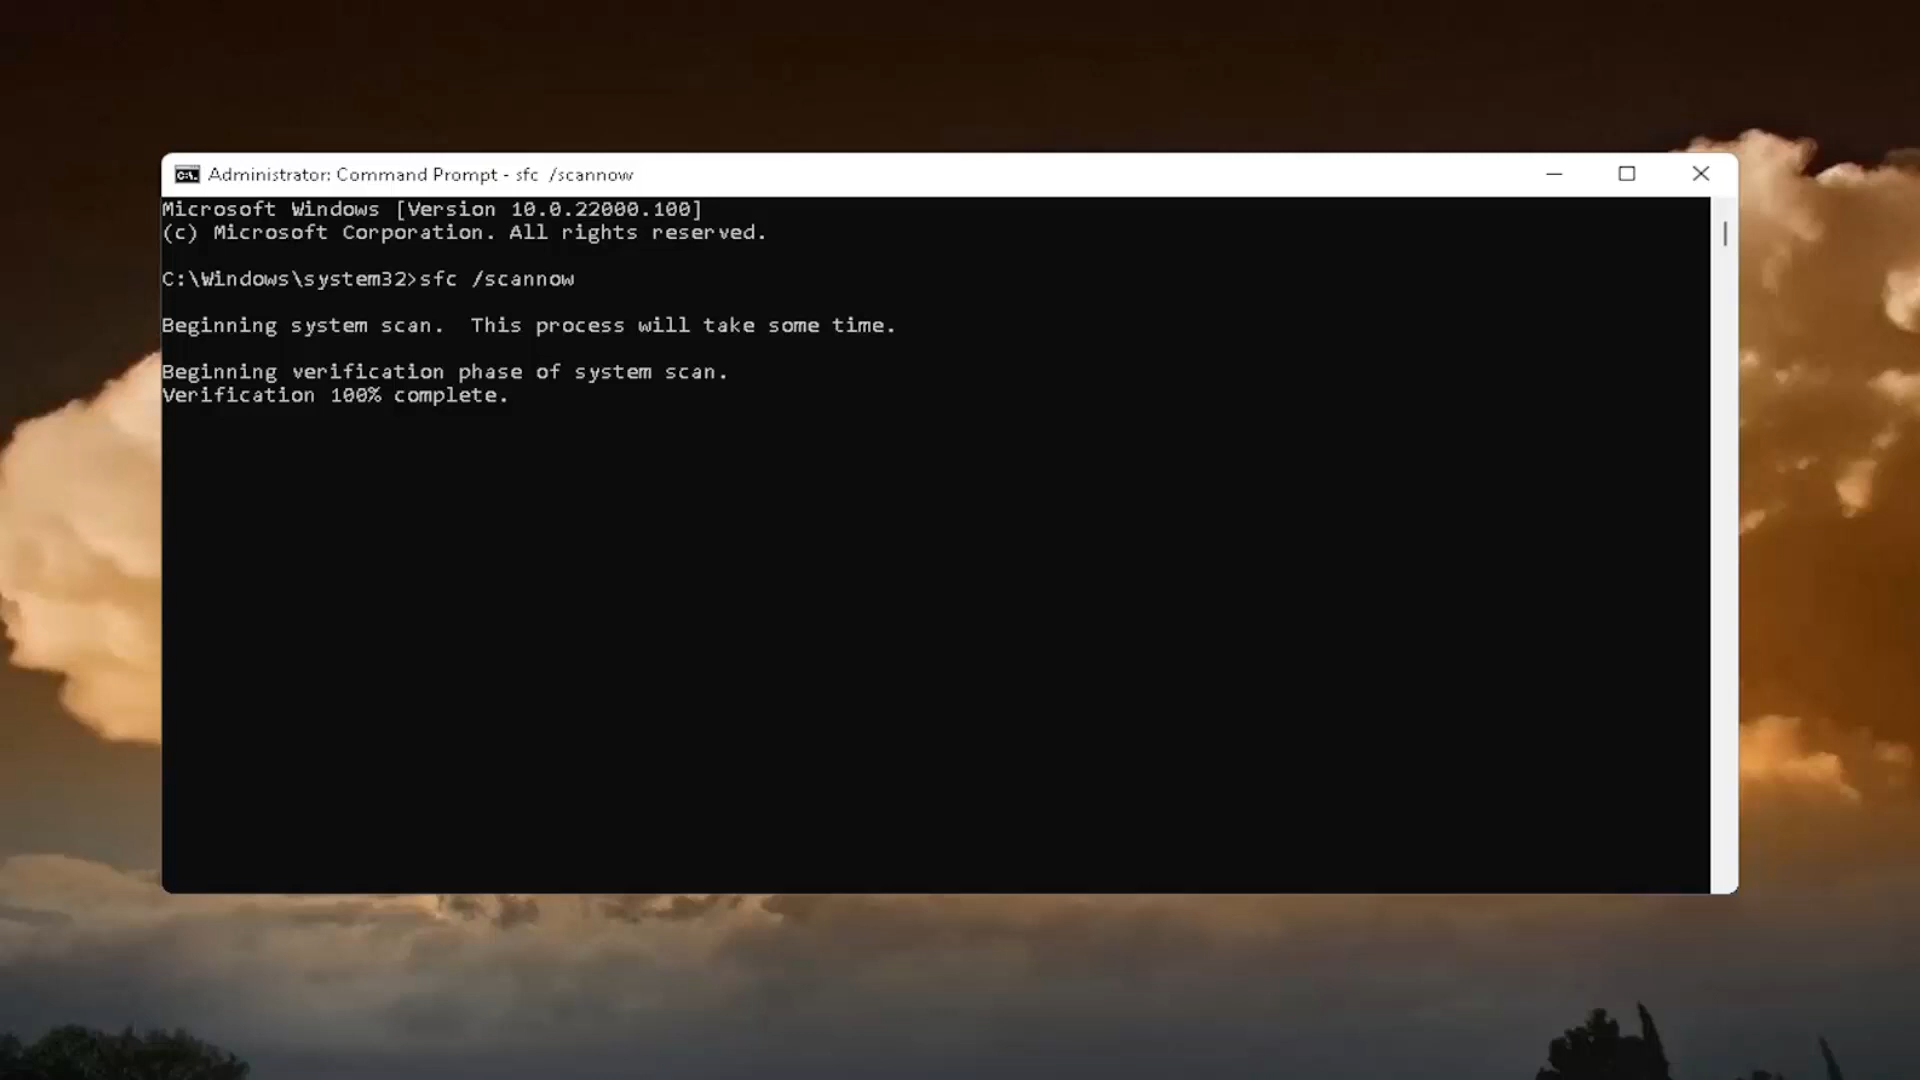 Administrator: Command Prompt - sfc  /scannow
Microsoft Windows [Version 10.0.22000.100]
(c) Microsoft Corporation. All rights reserved.
C:\Windows\system32>sfc /scannow
Beginning system scan.  This process will take some time.
Beginning verification phase of system scan.
Verification 100% complete.